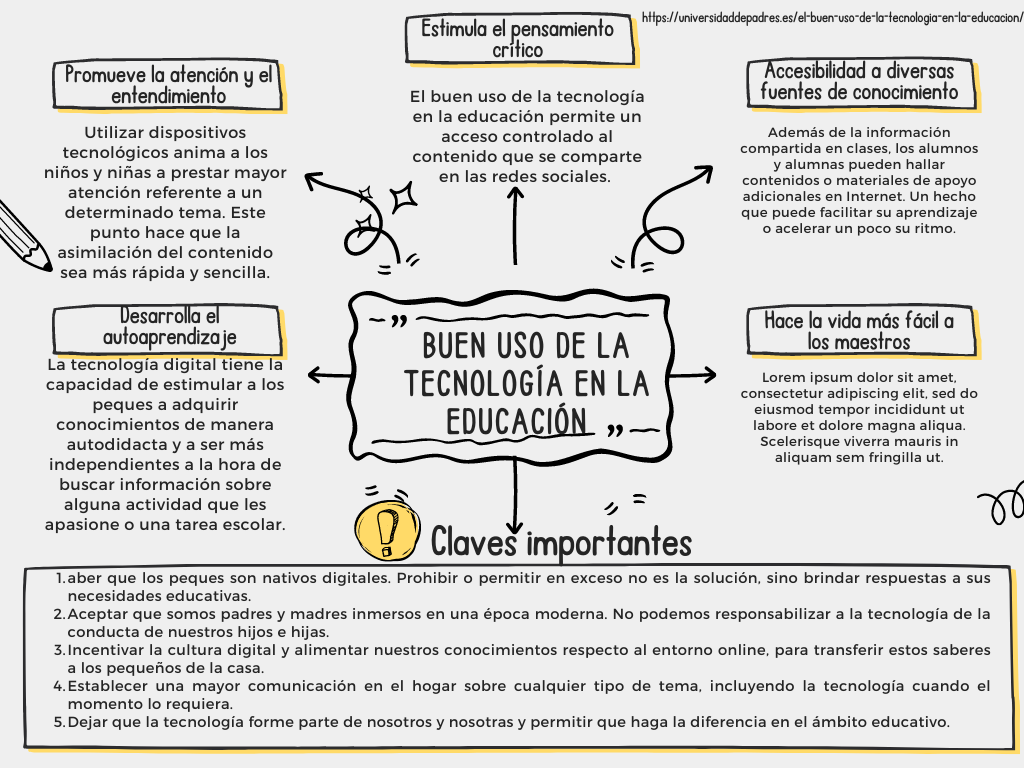 https://universidaddepadres.es/el-buen-uso-de-la-tecnologia-en-la-educacion/
Estimula el pensamiento
crítico
El buen uso de la tecnología
en la educación permite un
acceso controlado al
contenido que se comparte
en las redes sociales.
Promueve la atención y el
entendimiento
Utilizar dispositivos
tecnológicos anima a los
niños y niñas a prestar mayor
atención referente a un
determinado tema. Este
punto hace que la
asimilación del contenido
sea más rápida y sencilla.
Accesibilidad a diversas
fuentes de conocimiento
Además de la información
compartida en clases, los alumnos
y alumnas pueden hallar
contenidos o materiales de apoyo
adicionales en Internet. Un hecho
que puede facilitar su aprendizaje
o acelerar un poco su ritmo.
Desarrolla el
autoaprendizaje
La tecnología digital tiene la
capacidad de estimular a los
peques a adquirir
conocimientos de manera
autodidacta y a ser más
independientes a la hora de
buscar información sobre
alguna actividad que les
apasione o una tarea escolar.
BUEN USO DE LA
TECNOLOGÍA EN LA
EDUCACIÓN
Hace la vida más fácil a
los maestros
Lorem ipsum dolor sit amet,
consectetur adipiscing elit, sed do
eiusmod tempor incididunt ut
labore et dolore magna aliqua.
Scelerisque viverra mauris in
aliquam sem fringilla ut.
Claves importantes
1. aber que los peques son nativos digitales. Prohibir o permitir en exceso no es la solución, sino brindar respuestas a sus
necesidades educativas.
2. Aceptar que somos padres y madres inmersos en una época moderna. No podemos responsabilizar a la tecnología de la
conducta de nuestros hijos e hijas.
3. Incentivar la cultura digital y alimentar nuestros conocimientos respecto al entorno online, para transferir estos saberes
a los pequeños de la casa.
4. Establecer una mayor comunicación en el hogar sobre cualquier tipo de tema, incluyendo la tecnología cuando el
momento lo requiera.
5. Dejar que la tecnología forme parte de nosotros y nosotras y permitir que haga la diferencia en el ámbito educativo.